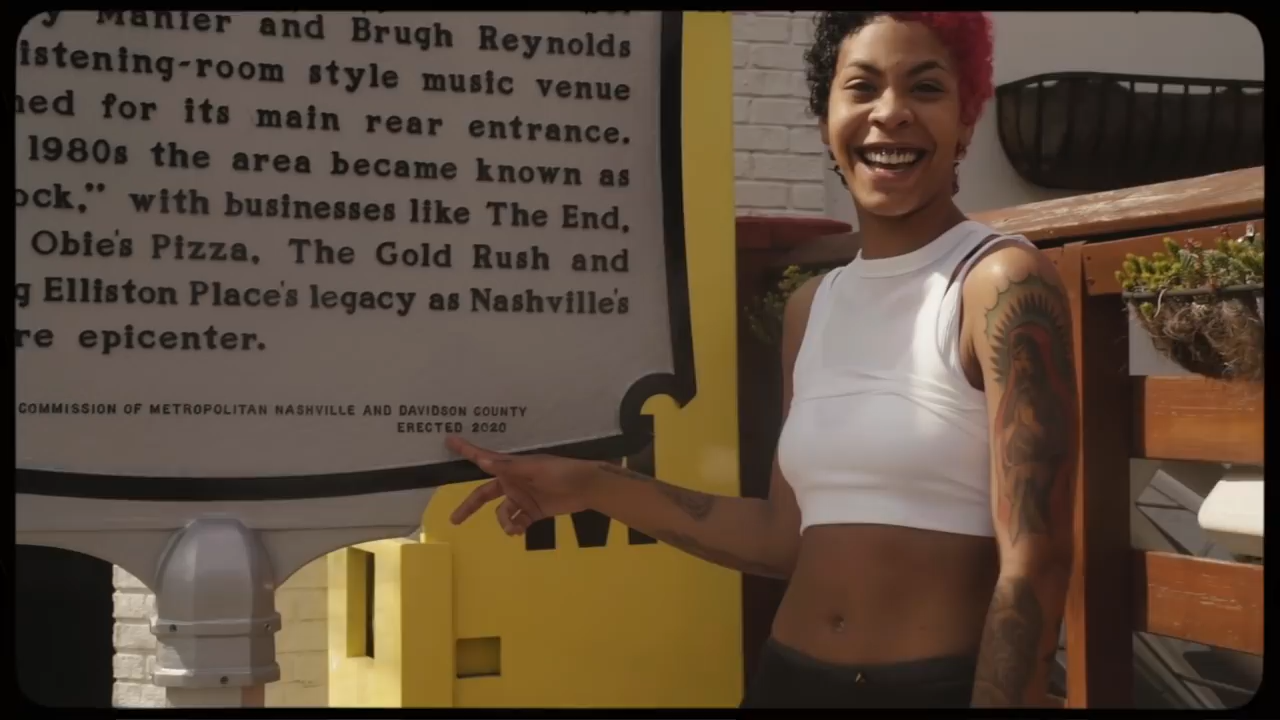 Manier and Brugh Reynolds
listening-room style music venue
for its main rear entrance.
1980s the area became known as
ock," with businesses like The End,
Obie's Pizza, The Gold Rush and
g Elliston Place's legacy as Nashville's
re epicenter.
COMMISSION OF METROPOLITAN NASHVILLE AND DAVIDSON COUNTY
ERECTED 2020
M